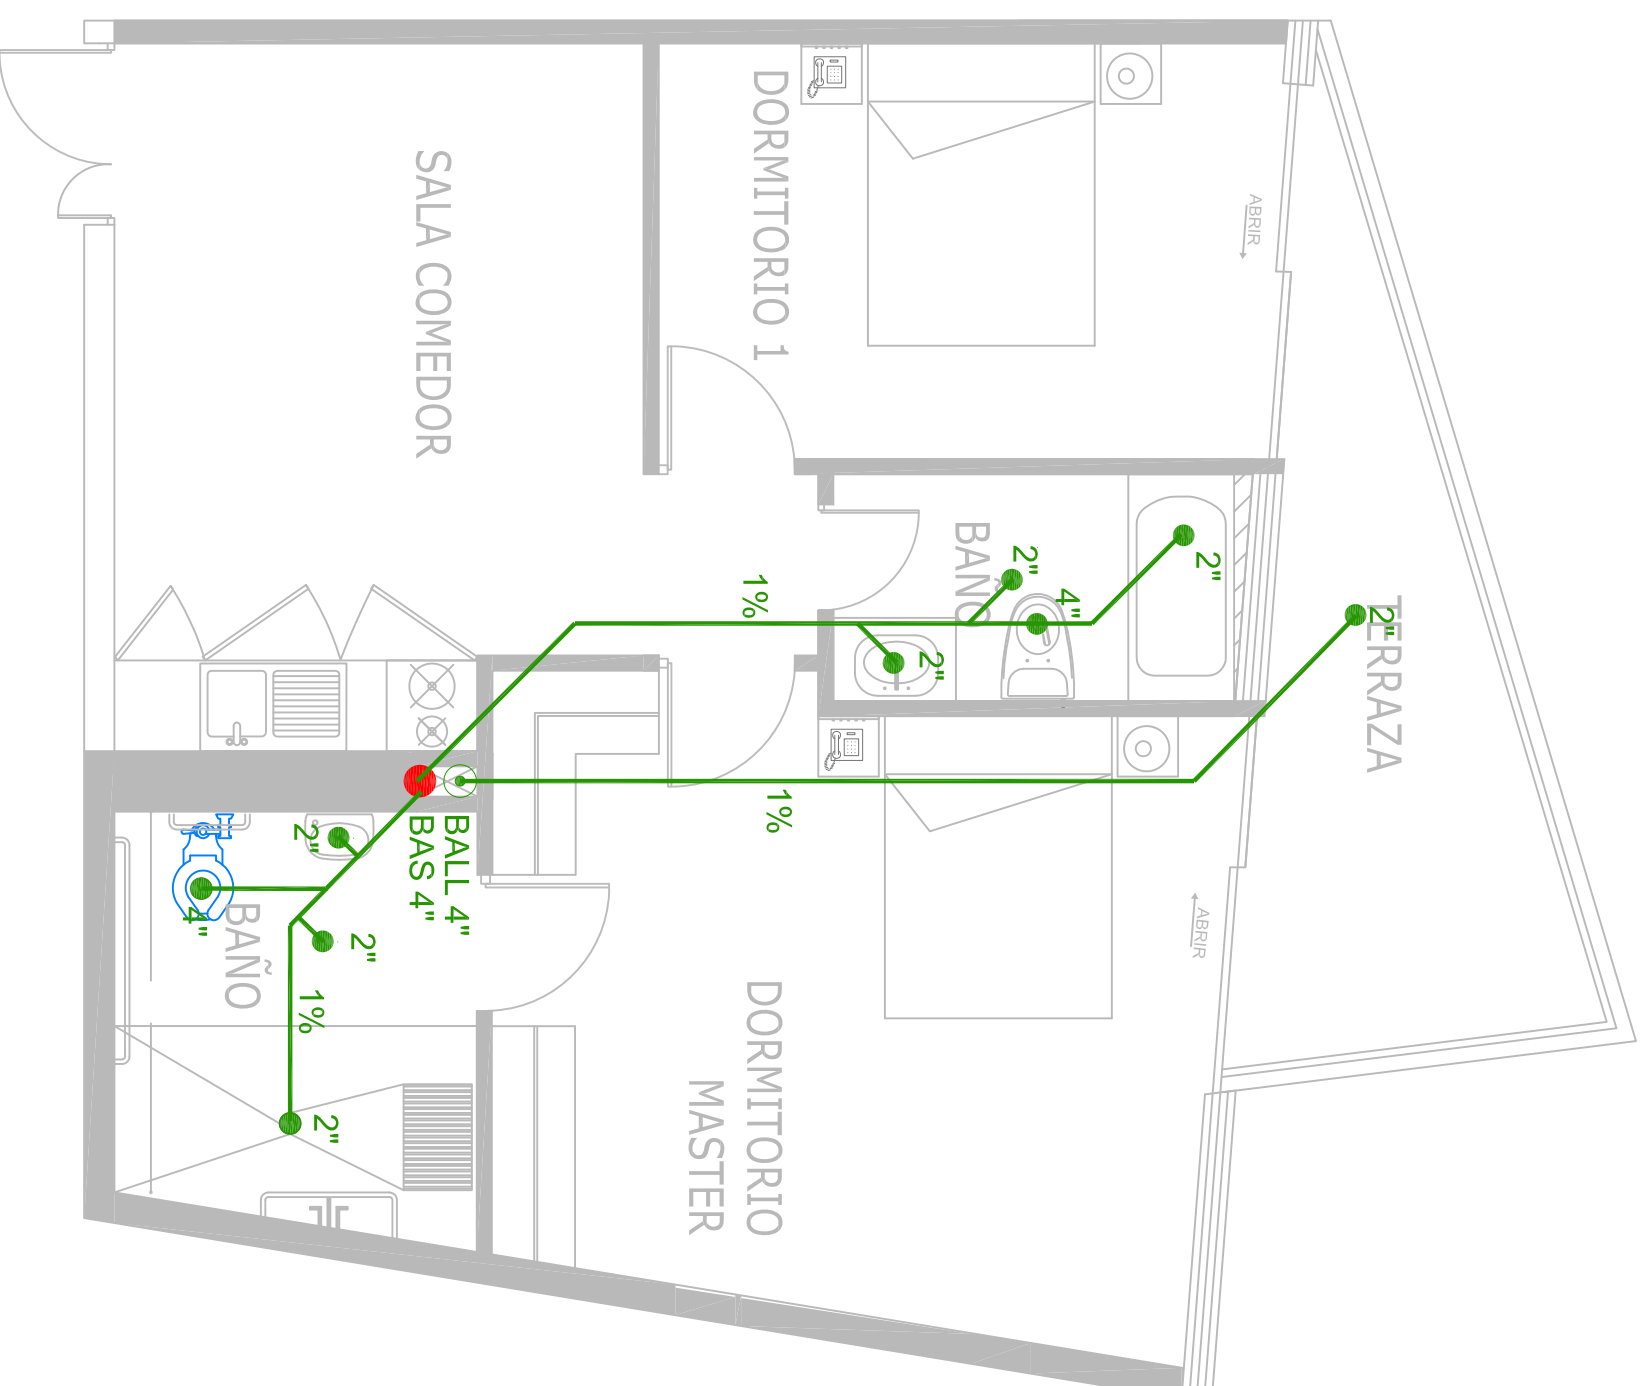 SALA COMEDOR
DORMITORIO 1
ABRIR
BAÑO
2"
4"
2"
2"
2"
TERRAZA
1%
1%
BALL 4"
BAS 4"
2"
4"
BAÑO
2"
1%
2"
DORMITORIO
MASTER
ABRIR